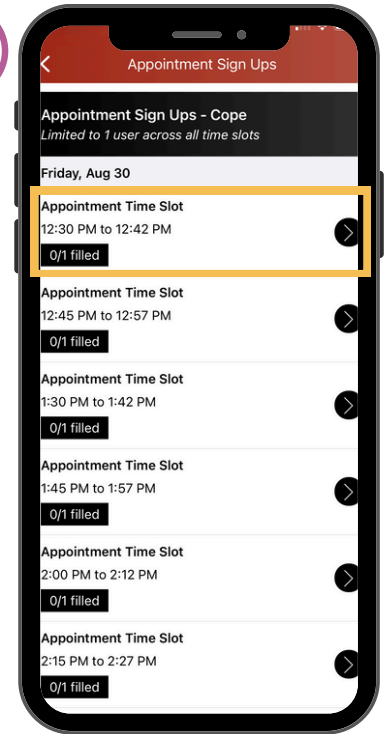 Appointment Sign Ups
Appointment Sign Ups - Cope
Limited to 1 user across all time slots
Friday, Aug 30
Appointment Time Slot
12:30 PM to 12:42 PM
0/1 filled
Appointment Time Slot
12:45 PM to 12:57 PM
0/1 filled
Appointment Time Slot
1:30 PM to 1:42 PM
0/1 filled
Appointment Time Slot
1:45 PM to 1:57 PM
0/1 filled
Appointment Time Slot
2:00 PM to 2:12 PM
0/1 filled
Appointment Time Slot
2:15 PM to 2:27 PM
0/1 filled